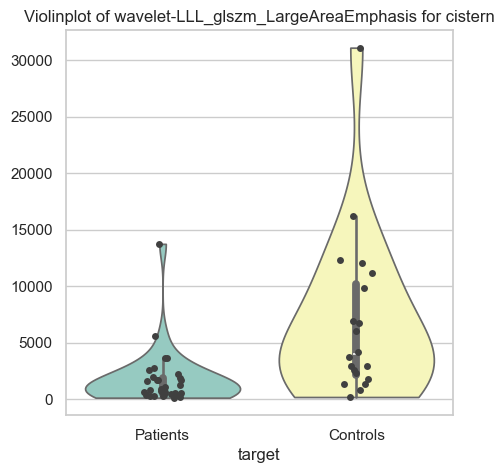 Violinplot of wavelet-LLL_glszm_LargeAreaEmphasis for cistern
30000
25000
20000
15000
10000
5000
0
Patients
Controls
target